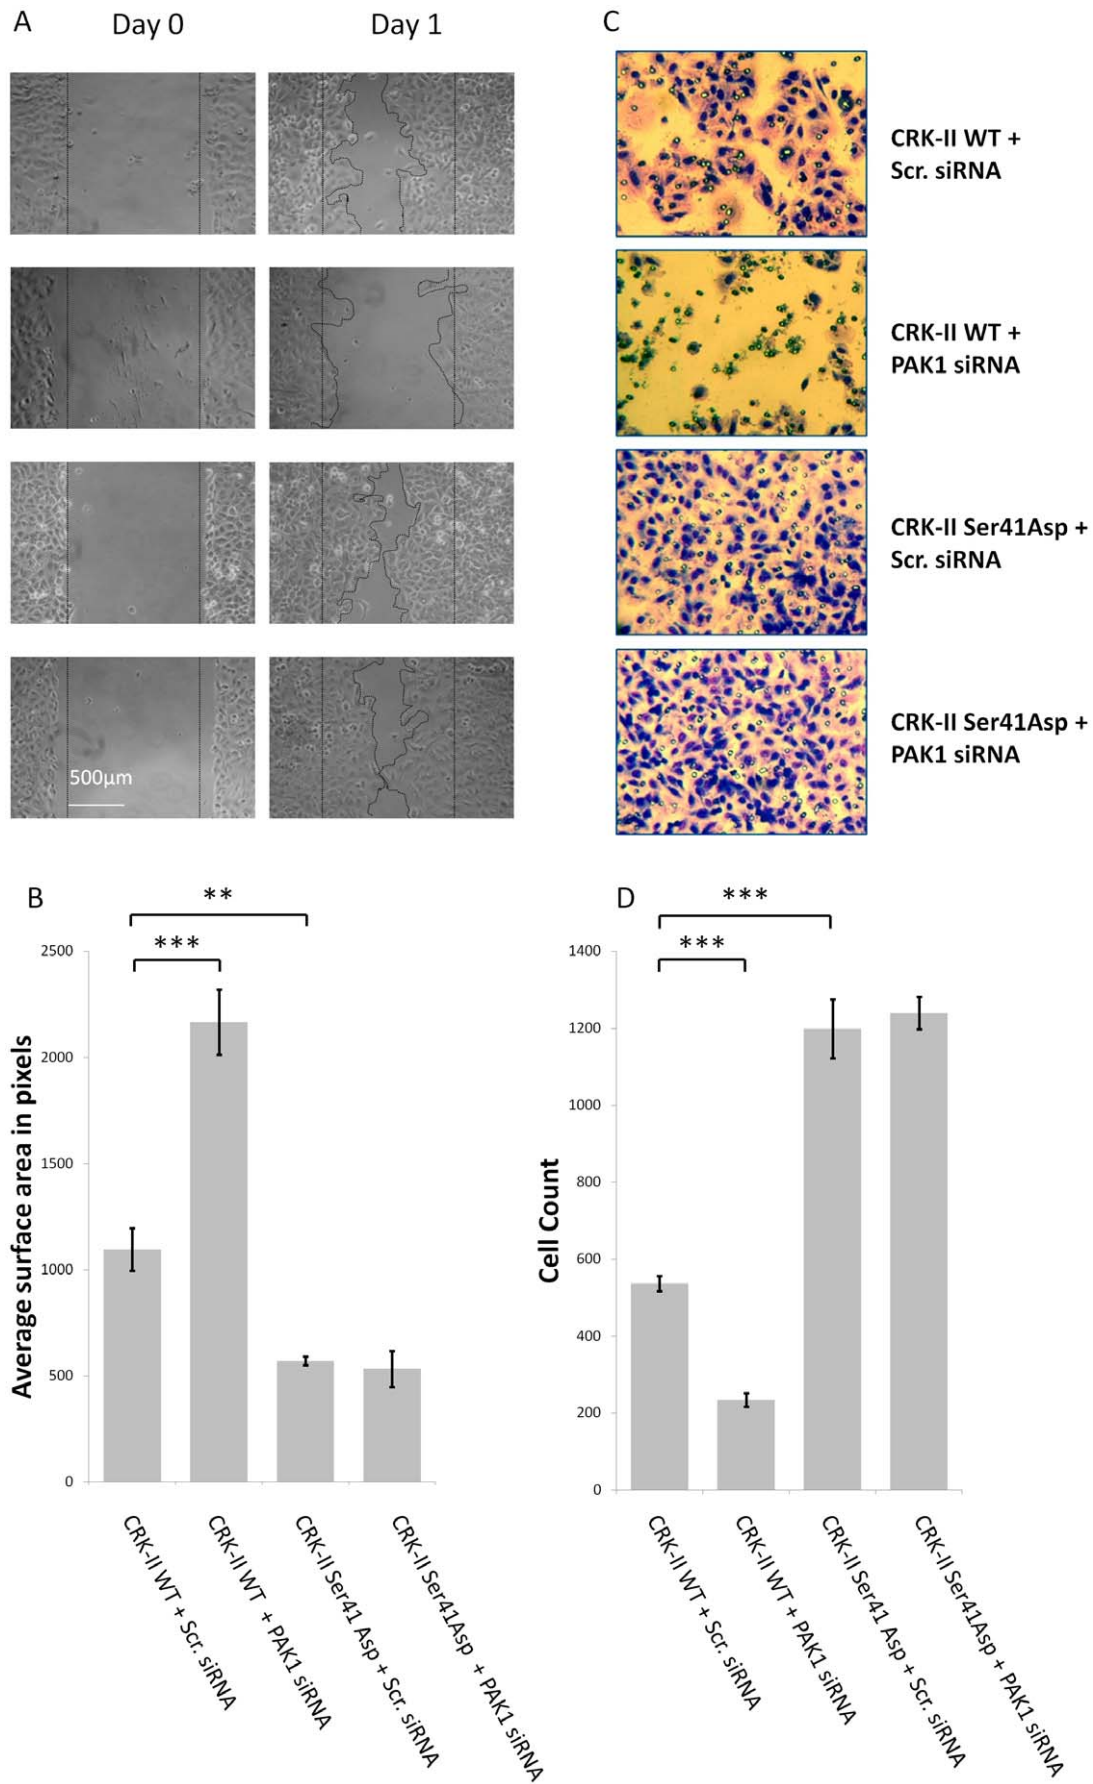 A
Day 0
Day 1
C
CRK-II WT +
Scr. siRNA
CRK-II WT +
PAK1 siRNA
CRK-II Ser41Asp +
Scr. siRNA
500µm
CRK-II Ser41Asp +
PAK1 siRNA
B
**
***
2500
2000
1500
1000
500
0
Average surface area in pixels
CRK-II WT + Scr. siRNA
CRK-II WT + PAK1 siRNA
CRK-II Ser41 Asp + Scr. siRNA
CRK-II Ser41Asp + PAK1 siRNA
D
***
***
1400
1200
1000
800
600
400
200
0
Cell Count
CRK-II WT + Scr. siRNA
CRK-II WT + PAK1 siRNA
CRK-II Ser41 Asp + Scr. siRNA
CRK-II Ser41Asp + PAK1 siRNA